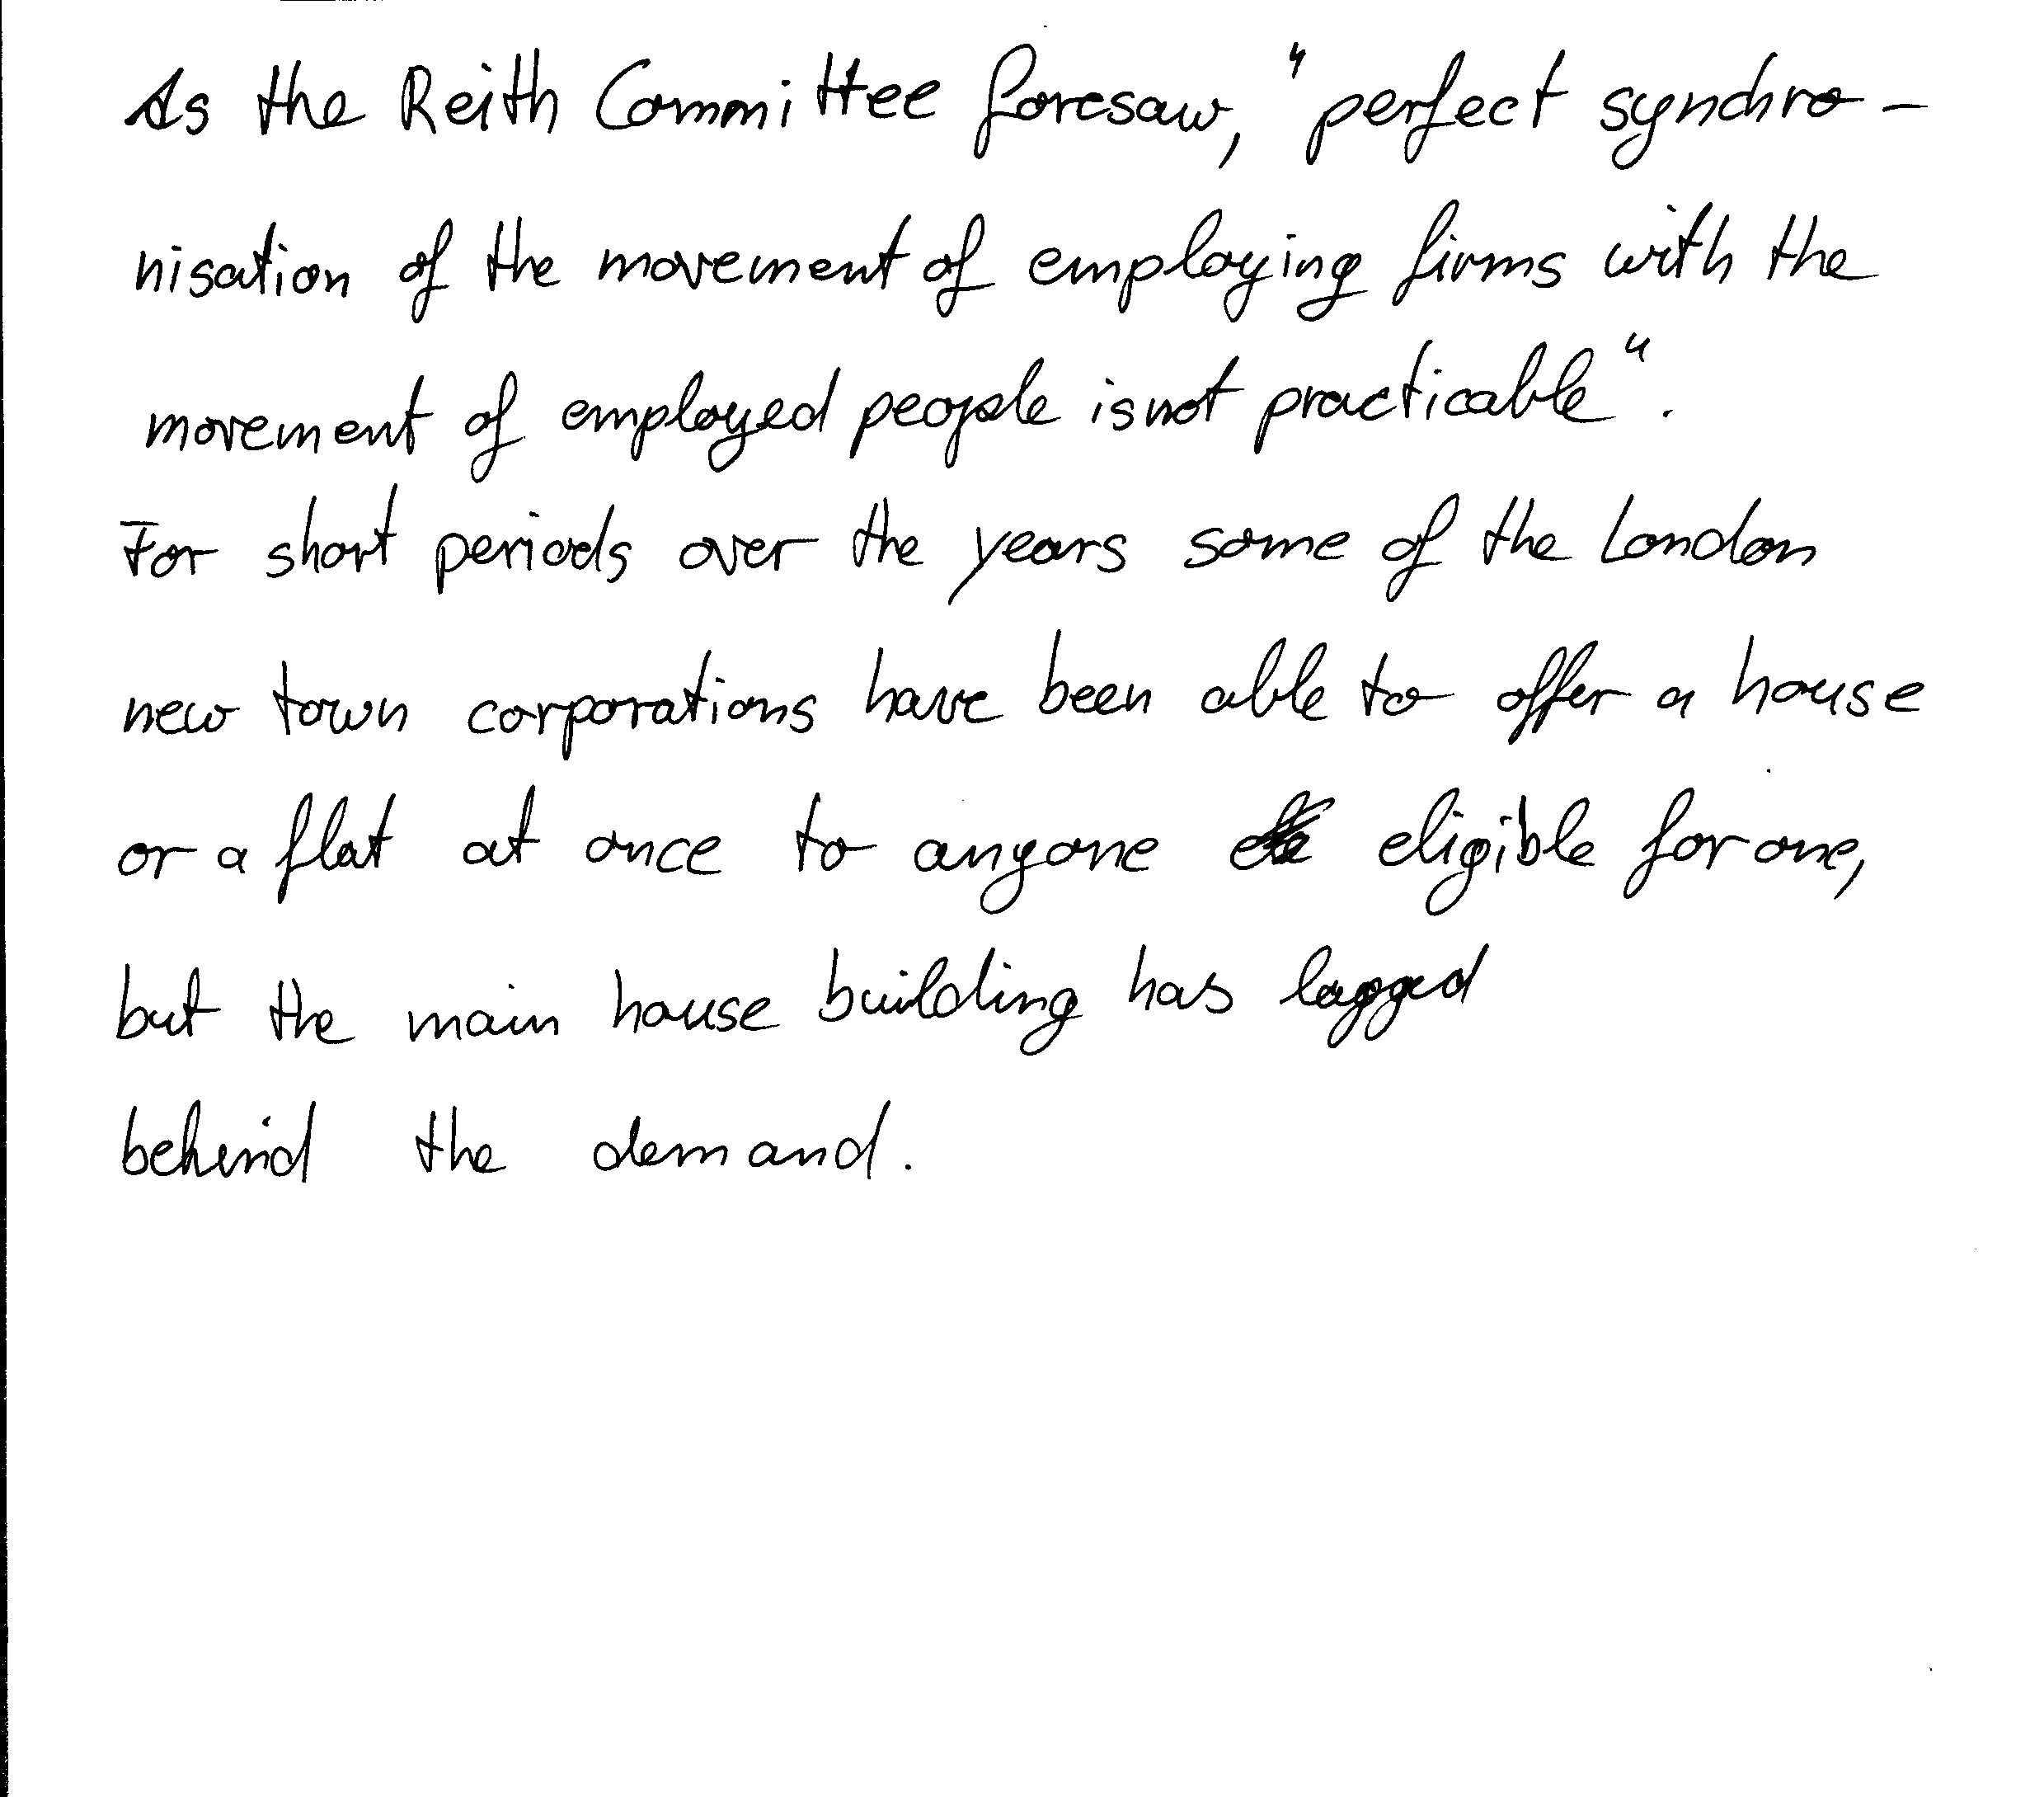 As the Reith Committee foresaw, "perfect synchro-
nisation of the movement of employing firms with the
movement of employed people is not practicable".
For short periods over the years some of the London
new town corporations have been able to offer a house
or a flat at once to anyone eligible for one,
but the main house building has lagged
behind the demand.